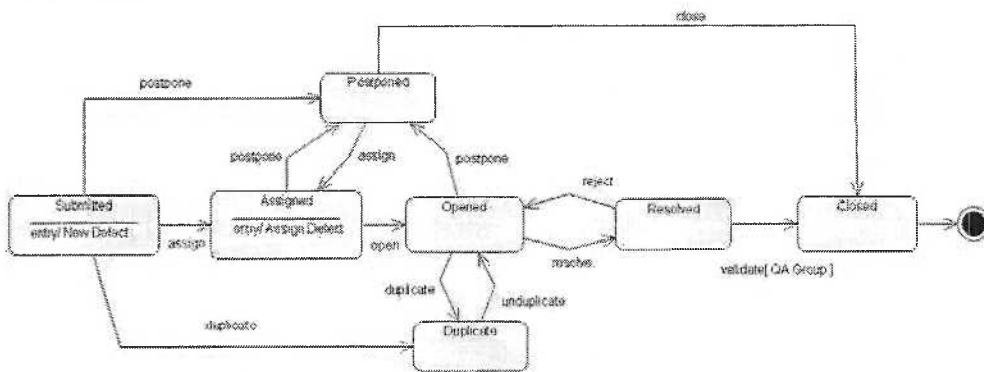 close
postpone
Postponed
postpone
assign
postpone
reject
Submitted
entry/ New Defect
assign
Assigned
entry/ Assign Defect
open
Opened
resolve
Resolved
Closed
validate[ QA Group ]
duplicate
unduplicate
duplicate
Duplicate